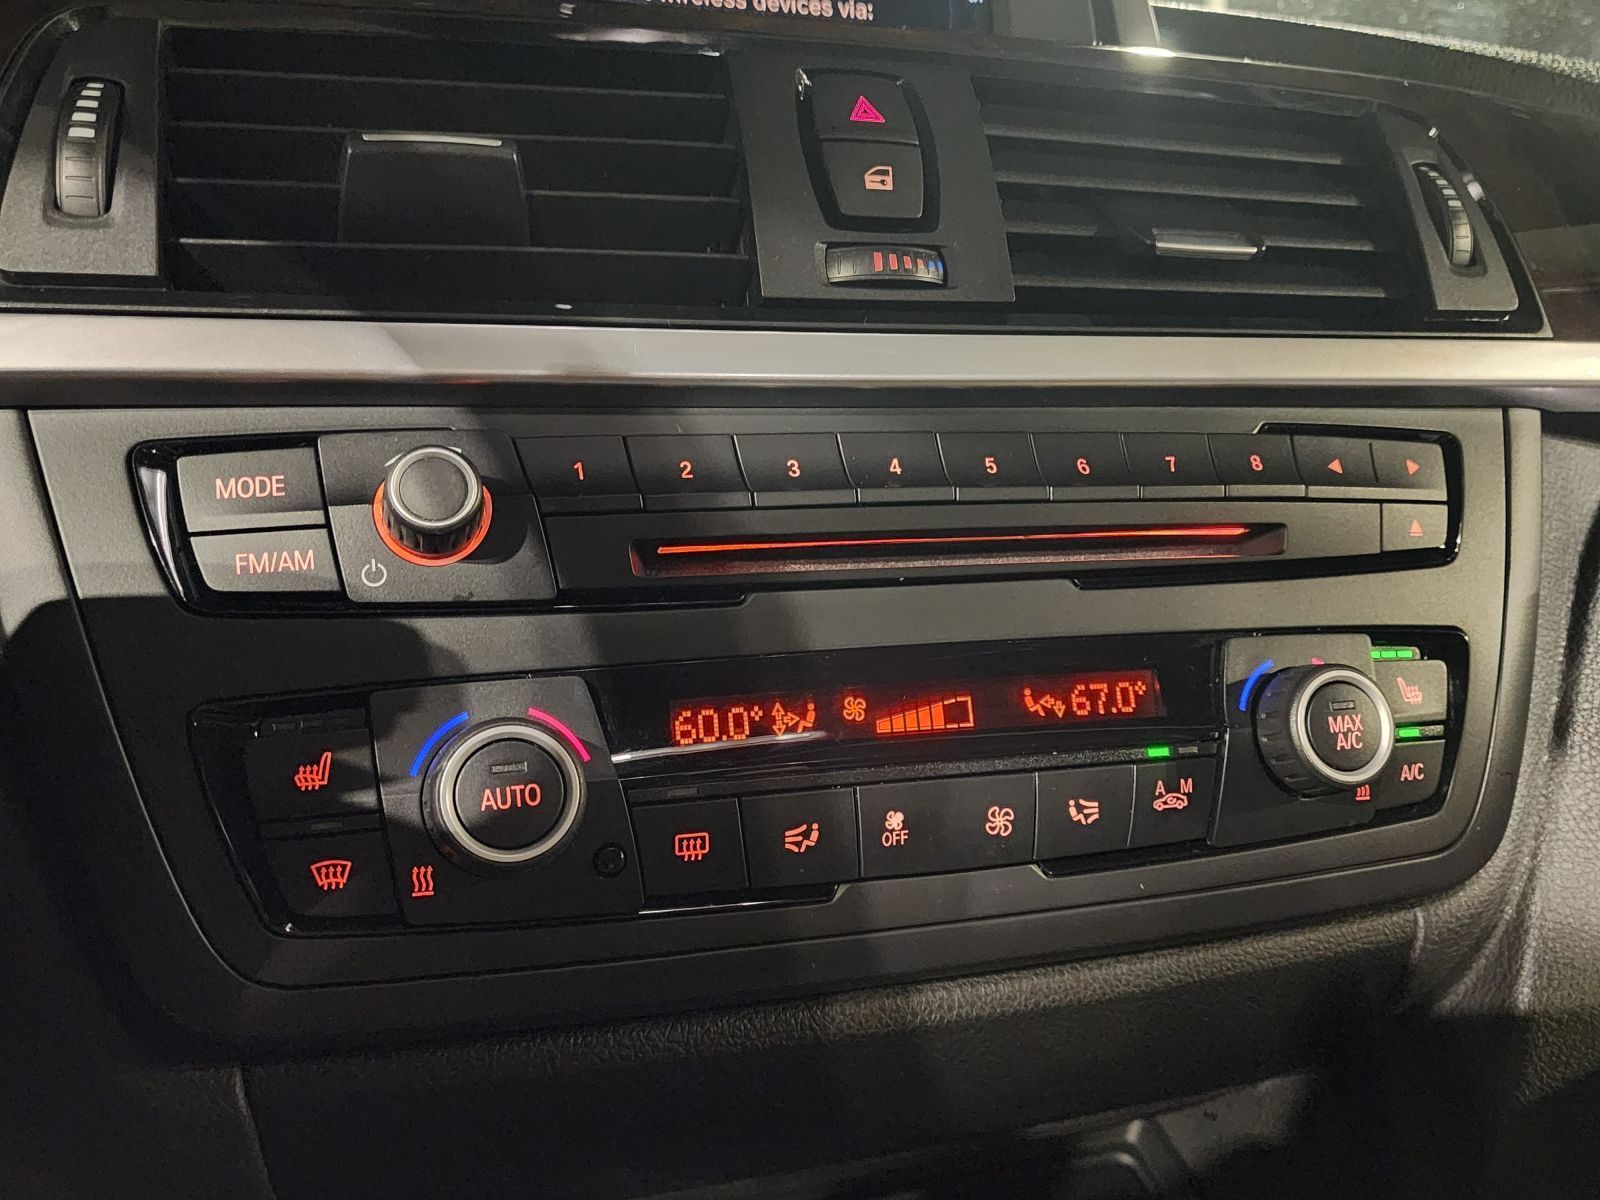 wireless devices via:
MODE
1 2 3 4 5 6 7 8
FM/AM
60.0°
67.0°
MAX
A/C
AUTO
OFF
A M
A/C